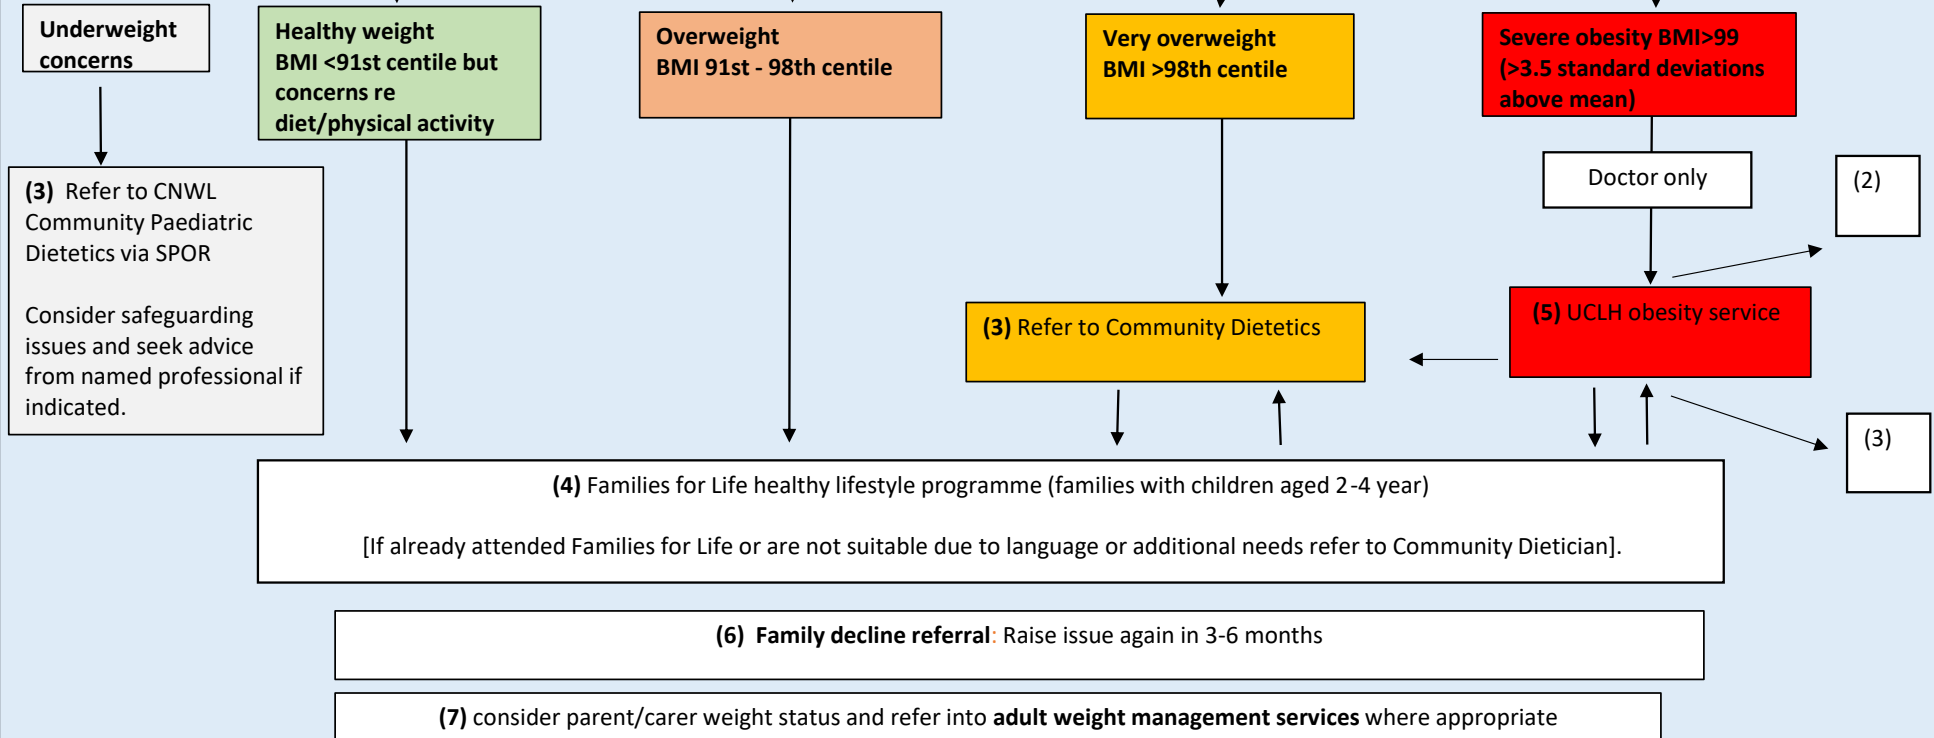 Underweight
concerns
Healthy weight
BMI <91st centile but
concerns re
diet/physical activity
Overweight
BMI 91st - 98th centile
Very overweight
BMI >98th centile
Severe obesity BMI>99
(>3.5 standard deviations
above mean)
Doctor only
(2)
(3) Refer to CNWL
Community Paediatric
Dietetics via SPOR
Consider safeguarding
issues and seek advice
from named professional if
indicated.
(3) Refer to Community Dietetics
(5) UCLH obesity service
(3)
(4) Families for Life healthy lifestyle programme (families with children aged 2-4 year)
[If already attended Families for Life or are not suitable due to language or additional needs refer to Community Dietician].
(6) Family decline referral: Raise issue again in 3-6 months
(7) consider parent/carer weight status and refer into adult weight management services where appropriate